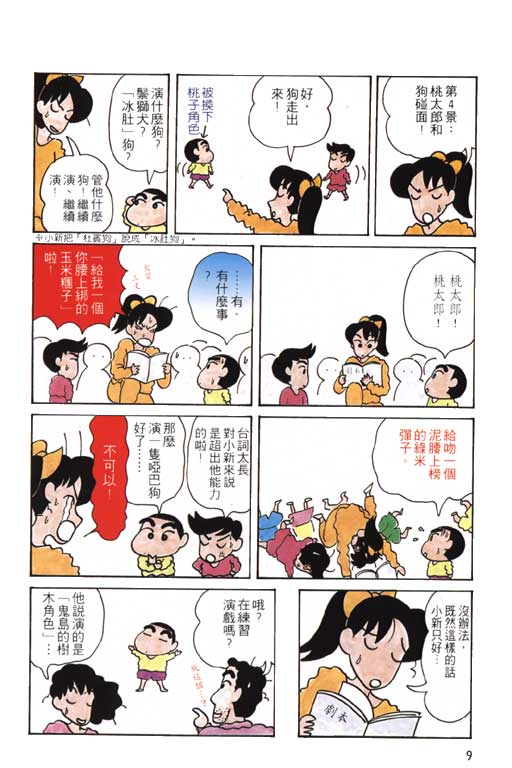 第4景：
桃太郎和
狗碰面！
好，
狗走出
來！
被換下
桃子角色
演什麼狗？
鬃獅犬？
「冰肚」狗？
管他什麼
狗！繼續
演、繼續
演！
※小新把「杜賓狗」說成「冰肚狗」。
桃太郎！
桃太郎！
劇本
……有、
有什麼事
？
「給我一個
你腰上綁的
玉米糰子」
啦！
給吻一個
泥腰上榜
的綠米
彈子。
台詞太長
對小新來說
是超出他能力
的啦！
那麼
演一隻啞巴狗
好了……
不可以！
沒辦法，
既然這樣的話
小新只好…
劇本
哦？
在練習
演戲嗎？
就這個…？
他說演的是
「鬼島的樹
木角色」…
9